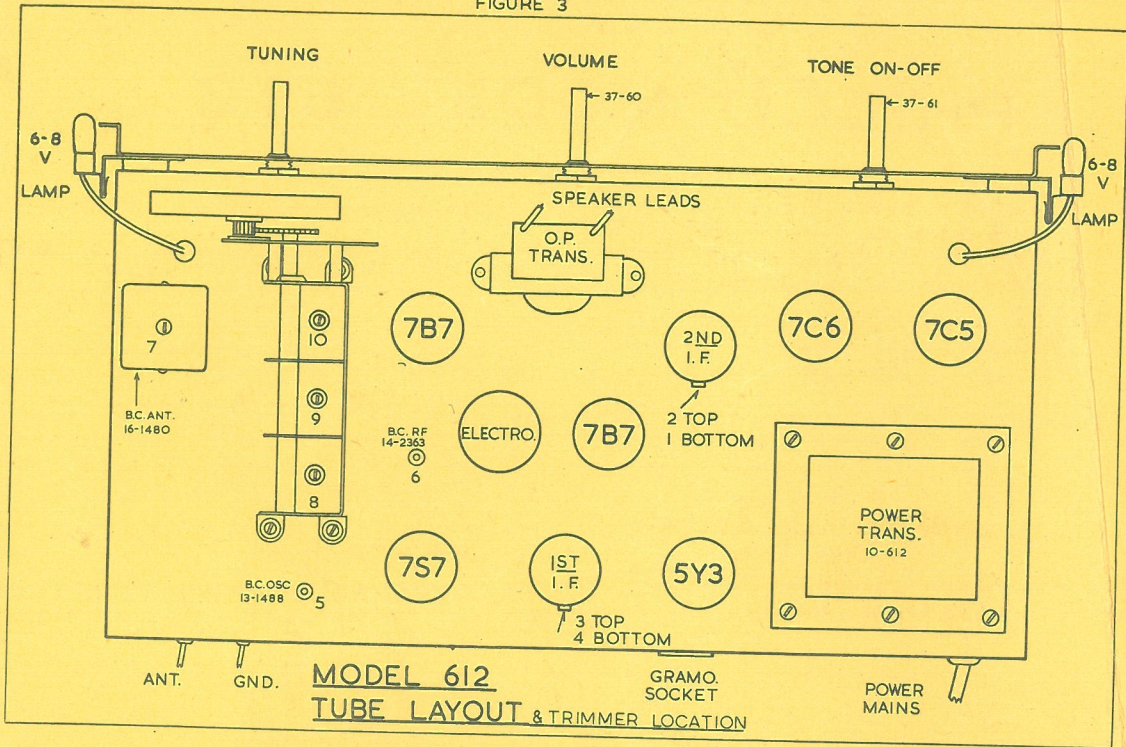 FIGURE 3
TUNING
VOLUME
TONE ON-OFF
37-60
37-61
6-8
V
LAMP
6-8
V
LAMP
SPEAKER LEADS
O.P.
TRANS.
7
B.C. ANT.
16-1480
10
9
8
7B7
2ND
I.F.
2 TOP
1 BOTTOM
7C6
7C5
B.C. RF
14-2363
6
ELECTRO.
7B7
POWER
TRANS.
10-612
7S7
1ST
I.F.
3 TOP
4 BOTTOM
5Y3
B.C. OSC
13-1488
5
ANT.
GND.
GRAMO.
SOCKET
POWER
MAINS
MODEL 612
TUBE LAYOUT & TRIMMER LOCATION